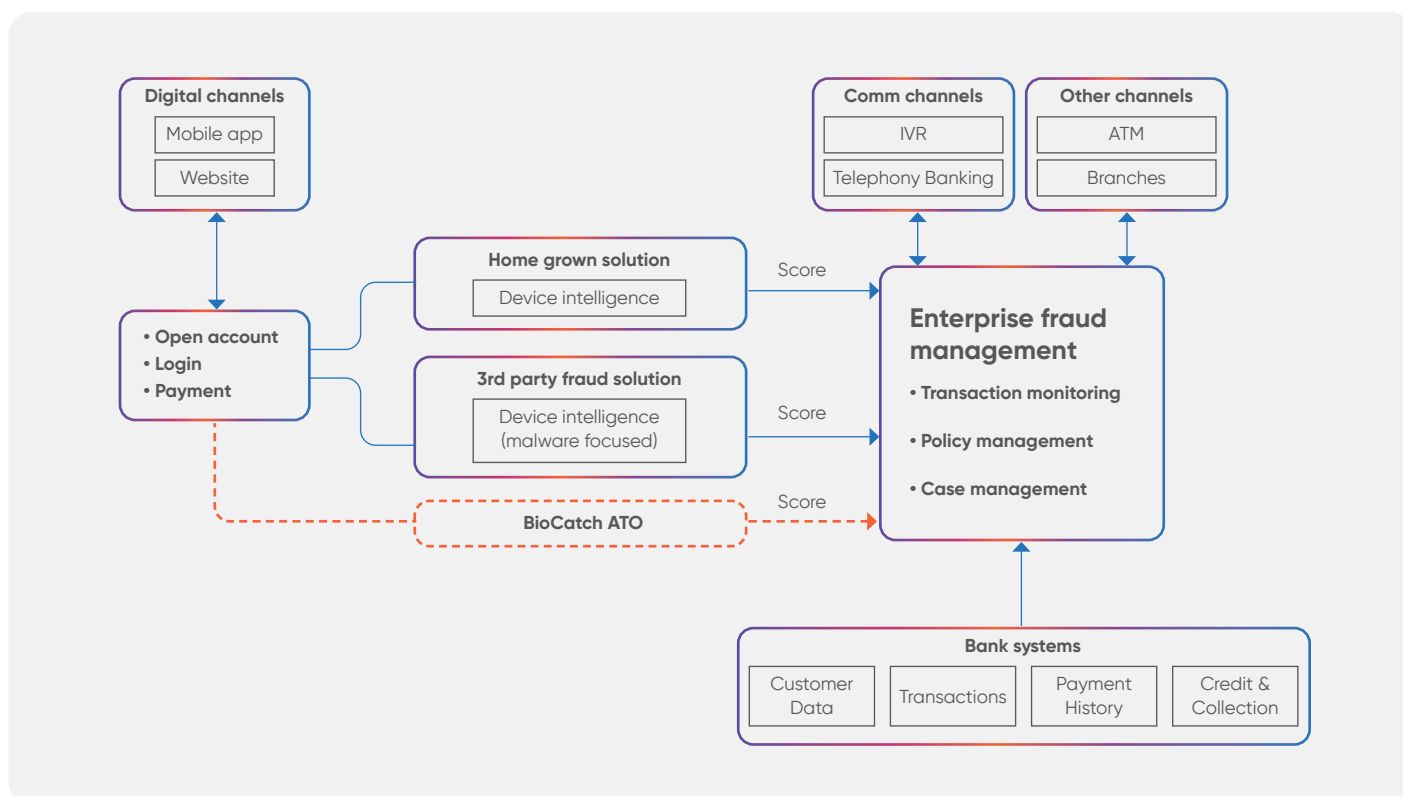 Digital channels
Mobile app
Website
Comm channels
IVR
Telephony Banking
Other channels
ATM
Branches
• Open account
• Login
• Payment
Home grown solution
Device intelligence
Score
3rd party fraud solution
Device intelligence
(malware focused)
Score
BioCatch ATO
Score
Enterprise fraud
management
• Transaction monitoring
• Policy management
• Case management
Bank systems
Customer
Data
Transactions
Payment
History
Credit &
Collection